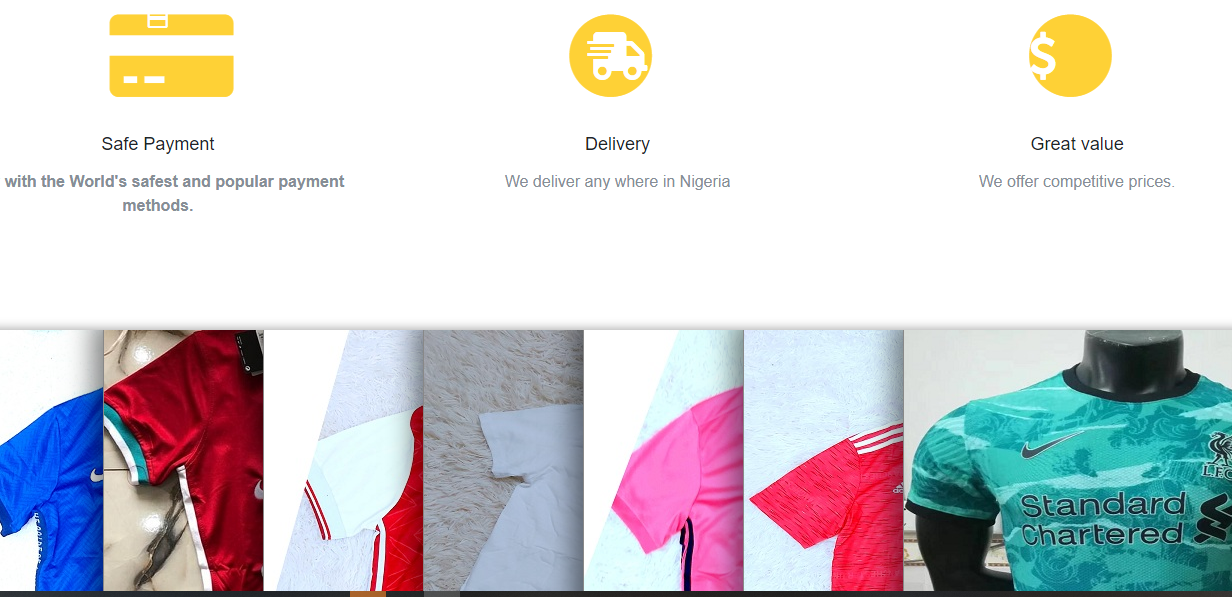 $
Safe Payment
Delivery
Great value
with the World's safest and popular payment
methods.
We deliver any where in Nigeria
We offer competitive prices.
L.F.C
Standard
Chartered